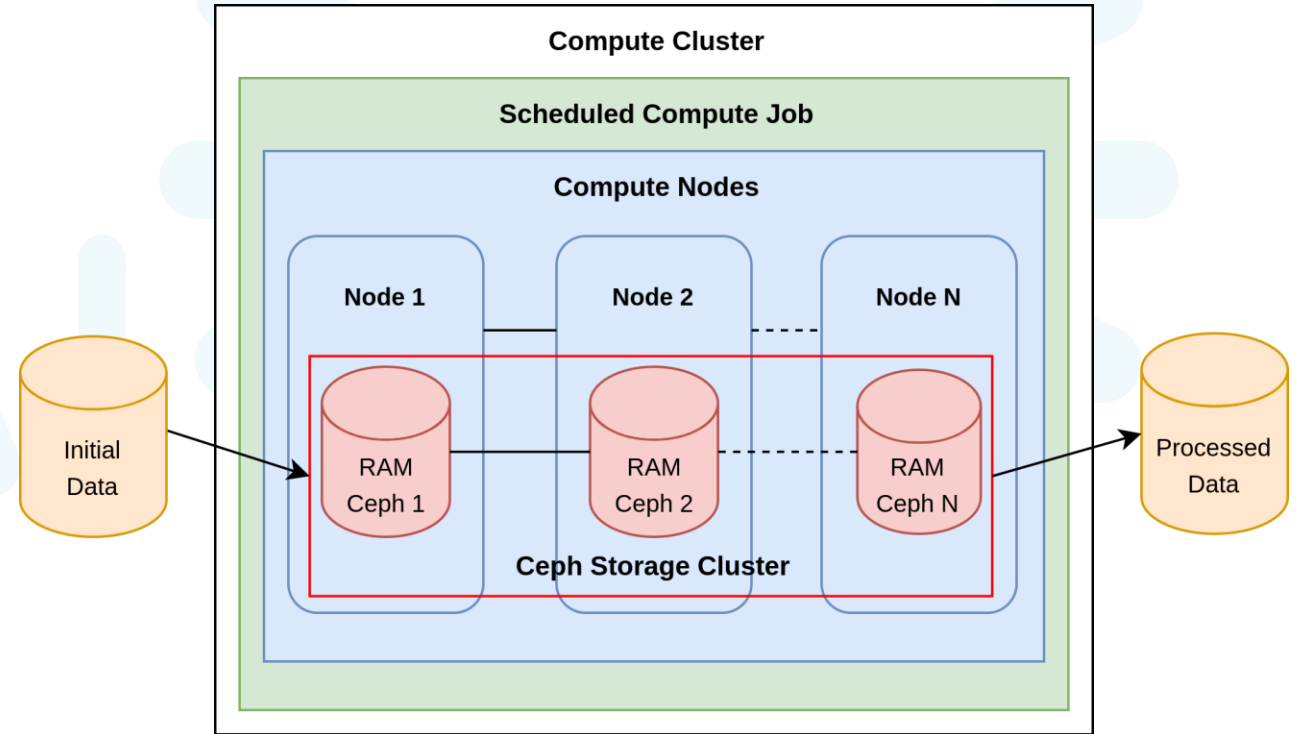 Compute Cluster
Scheduled Compute Job
Compute Nodes
Node 1
Node 2
Node N
Initial
Data
RAM
Ceph 1
RAM
Ceph 2
RAM
Ceph N
Processed
Data
Ceph Storage Cluster